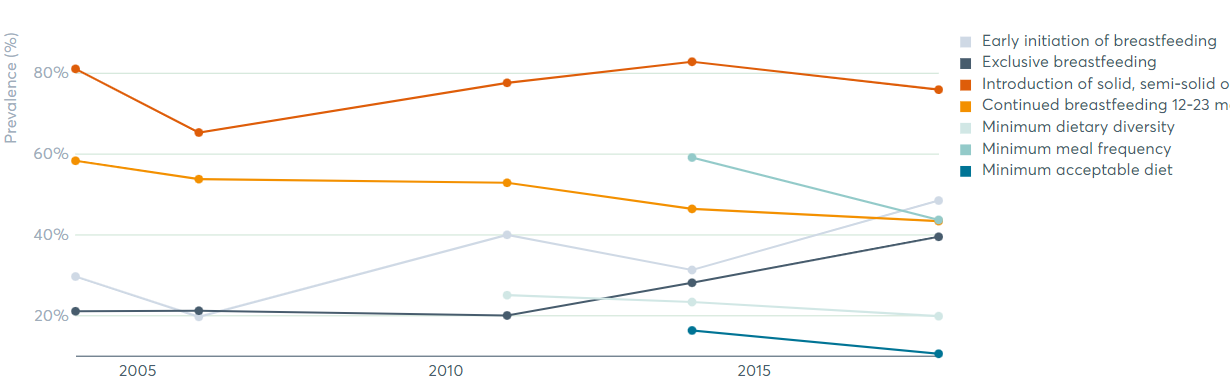 Prevalence (%)
80%
60%
40%
20%
2005
2010
2015
Early initiation of breastfeeding
Exclusive breastfeeding
Introduction of solid, semi-solid o
Continued breastfeeding 12-23 m
Minimum dietary diversity
Minimum meal frequency
Minimum acceptable diet